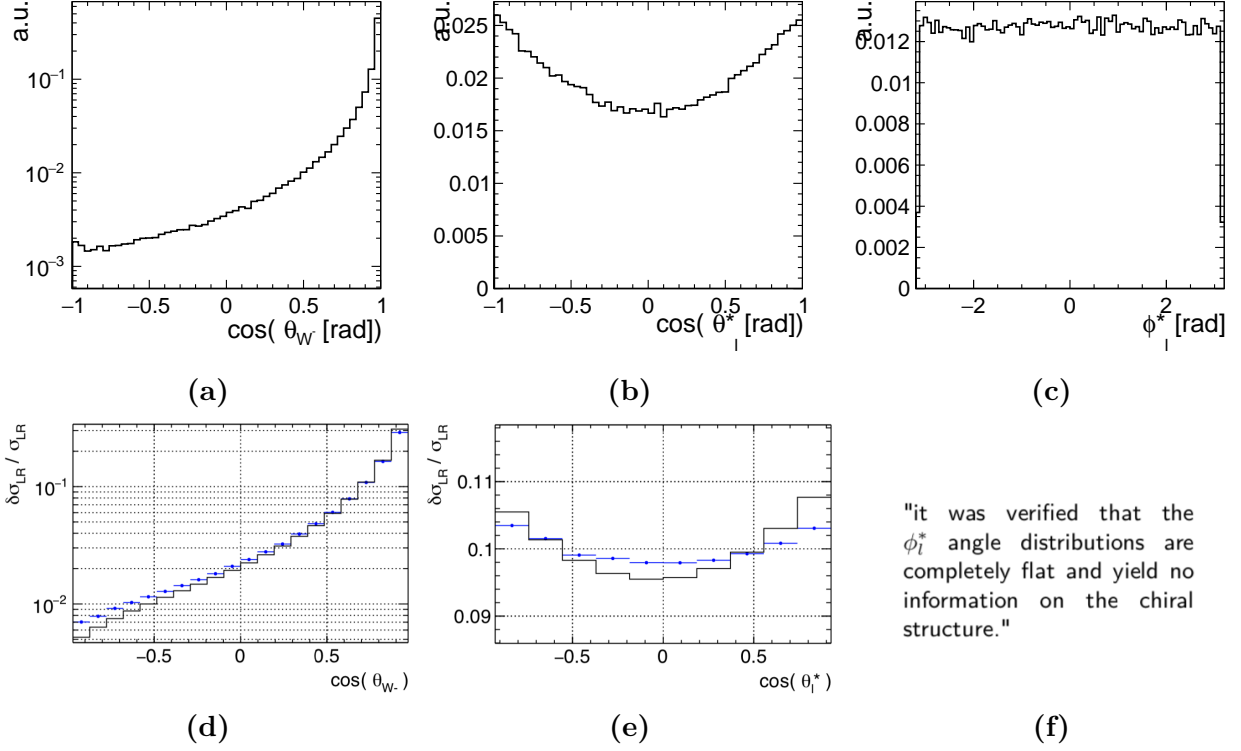 a.u.
10⁻¹
10⁻²
10⁻³
−1 −0.5 0 0.5 1
cos( θ_W- [rad])
(a)
a.u.
0.025
0.02
0.015
0.01
0.005
0
−1 −0.5 0 0.5 1
cos( θ*_l [rad])
(b)
a.u.
0.012
0.01
0.008
0.006
0.004
0.002
0
−2 0 2
ϕ*_l [rad]
(c)
δσ_LR / σ_LR
10⁻¹
10⁻²
−0.5 0 0.5
cos( θ_W- )
(d)
δσ_LR / σ_LR
0.11
0.1
0.09
−0.5 0 0.5
cos( θ_l* )
(e)
"it was verified that the
ϕ_l* angle distributions are
completely flat and yield no
information on the chiral
structure."
(f)